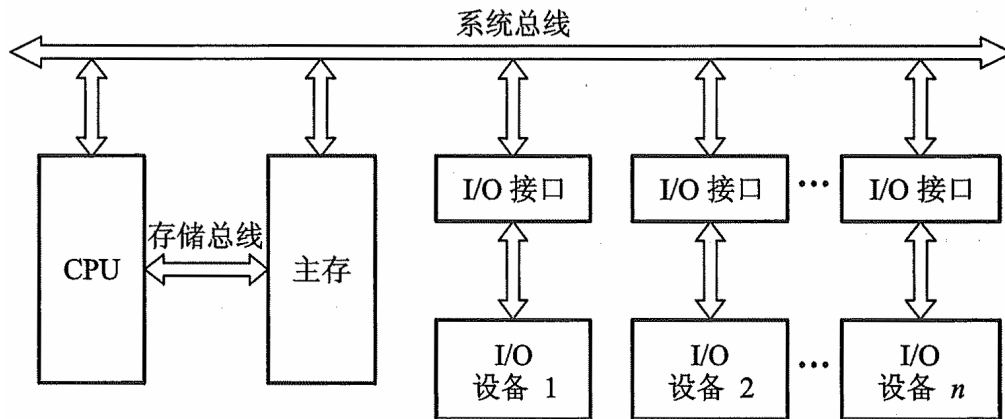 系统总线
I/O 接口
I/O 接口
...
I/O 接口
存储总线
CPU
主存
I/O
设备 1
I/O
设备 2
...
I/O
设备 n